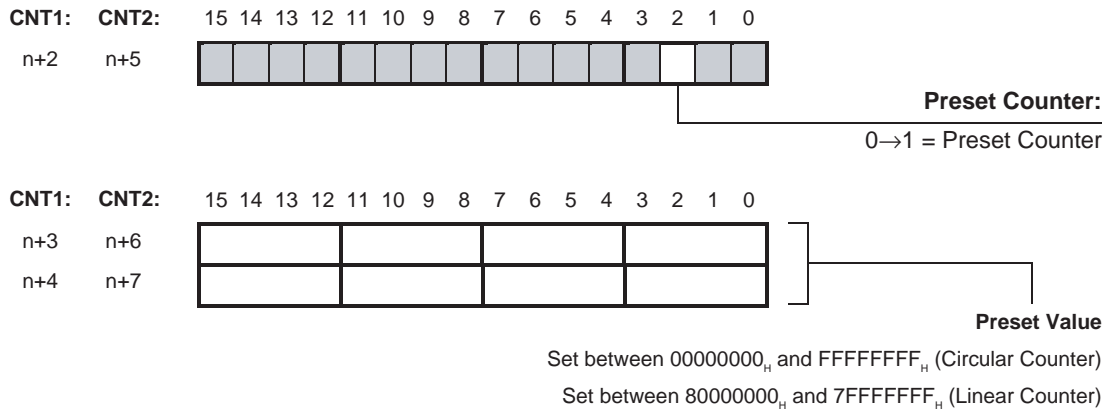 CNT1: CNT2: 15 14 13 12 11 10 9 8 7 6 5 4 3 2 1 0
n+2 n+5
Preset Counter:
0→1 = Preset Counter
CNT1: CNT2: 15 14 13 12 11 10 9 8 7 6 5 4 3 2 1 0
n+3 n+6
n+4 n+7
Preset Value
Set between 00000000H and FFFFFFFFH (Circular Counter)
Set between 80000000H and 7FFFFFFFH (Linear Counter)